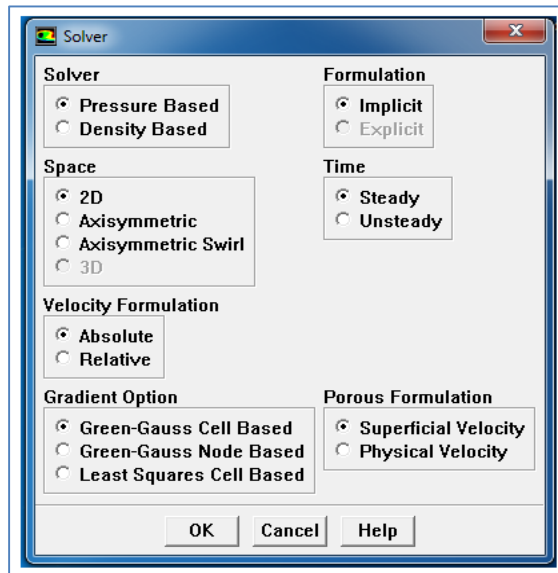 Solver
Solver
Pressure Based
Density Based
Formulation
Implicit
Explicit
Space
2D
Axisymmetric
Axisymmetric Swirl
3D
Time
Steady
Unsteady
Velocity Formulation
Absolute
Relative
Gradient Option
Green-Gauss Cell Based
Green-Gauss Node Based
Least Squares Cell Based
Porous Formulation
Superficial Velocity
Physical Velocity
OK
Cancel
Help